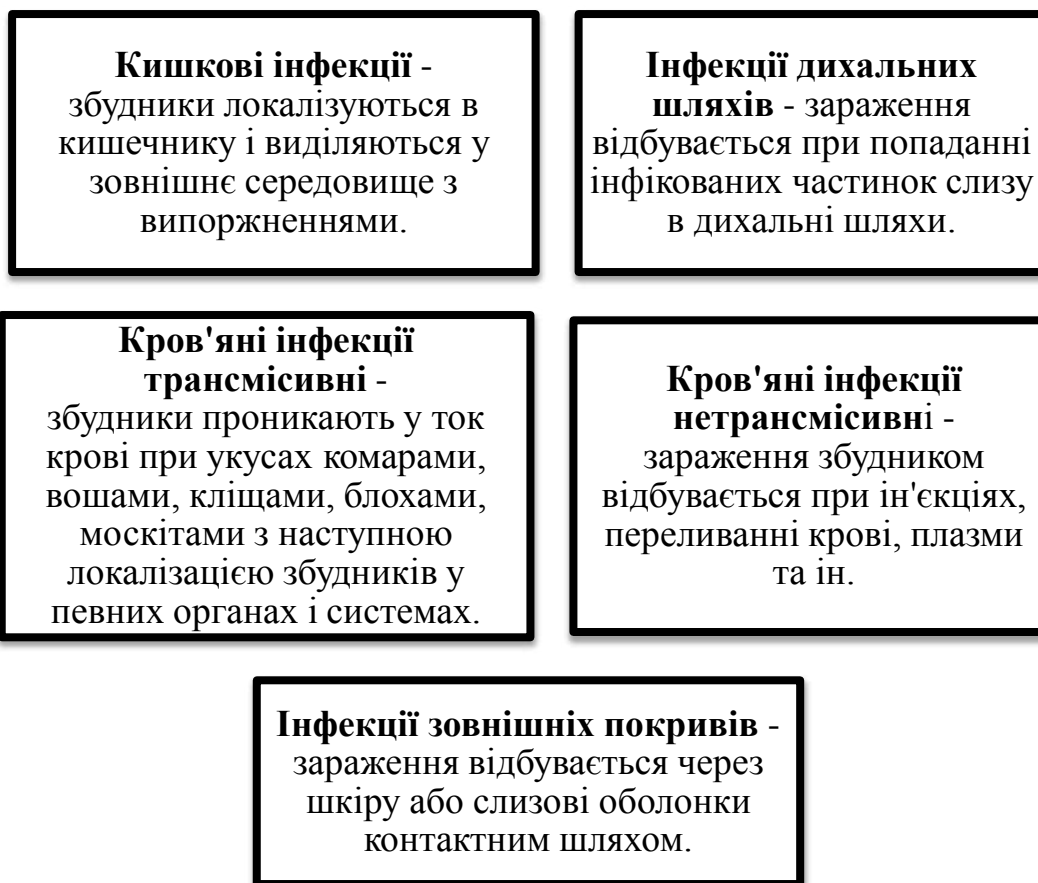 Кишкові інфекції -
збудники локалізуються в
кишечнику і виділяються у
зовнішнє середовище з
випорожненнями.
Інфекції дихальних
шляхів - зараження
відбувається при попаданні
інфікованих частинок слизу
в дихальні шляхи.
Кров'яні інфекції
трансмісивні -
збудники проникають у ток
крові при укусах комарами,
вошами, кліщами, блохами,
москітами з наступною
локалізацією збудників у
певних органах і системах.
Кров'яні інфекції
нетрансмісивні -
зараження збудником
відбувається при ін'єкціях,
переливанні крові, плазми
та ін.
Інфекції зовнішніх покривів -
зараження відбувається через
шкіру або слизові оболонки
контактним шляхом.